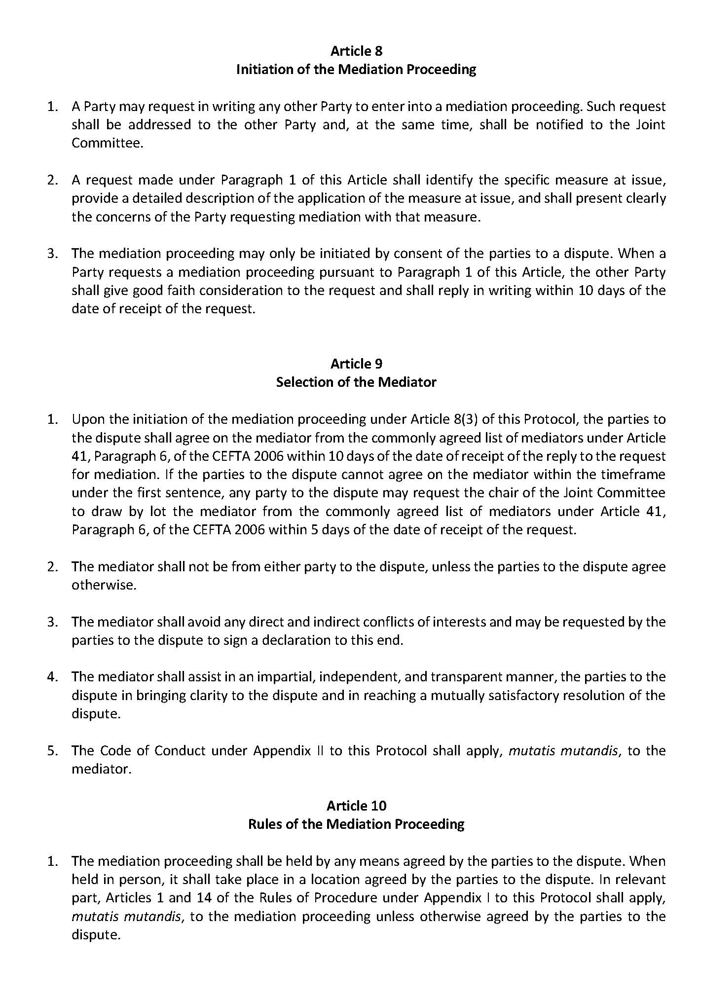 Article 8
Initiation of the Mediation Proceeding
1. A Party may request in writing any other Party to enter into a mediation proceeding. Such request
shall be addressed to the other Party and, at the same time, shall be notified to the Joint
Committee.
2. A request made under Paragraph 1 of this Article shall identify the specific measure at issue,
provide a detailed description of the application of the measure at issue, and shall present clearly
the concerns of the Party requesting mediation with that measure.
3. The mediation proceeding may only be initiated by consent of the parties to a dispute. When a
Party requests a mediation proceeding pursuant to Paragraph 1 of this Article, the other Party
shall give good faith consideration to the request and shall reply in writing within 10 days of the
date of receipt of the request.
Article 9
Selection of the Mediator
1. Upon the initiation of the mediation proceeding under Article 8(3) of this Protocol, the parties to
the dispute shall agree on the mediator from the commonly agreed list of mediators under Article
41, Paragraph 6, of the CEFTA 2006 within 10 days of the date of receipt of the reply to the request
for mediation. If the parties to the dispute cannot agree on the mediator within the timeframe
under the first sentence, any party to the dispute may request the chair of the Joint Committee
to draw by lot the mediator from the commonly agreed list of mediators under Article 41,
Paragraph 6, of the CEFTA 2006 within 5 days of the date of receipt of the request.
2. The mediator shall not be from either party to the dispute, unless the parties to the dispute agree
otherwise.
3. The mediator shall avoid any direct and indirect conflicts of interests and may be requested by the
parties to the dispute to sign a declaration to this end.
4. The mediator shall assist in an impartial, independent, and transparent manner, the parties to the
dispute in bringing clarity to the dispute and in reaching a mutually satisfactory resolution of the
dispute.
5. The Code of Conduct under Appendix II to this Protocol shall apply, mutatis mutandis, to the
mediator.
Article 10
Rules of the Mediation Proceeding
1. The mediation proceeding shall be held by any means agreed by the parties to the dispute. When
held in person, it shall take place in a location agreed by the parties to the dispute. In relevant
part, Articles 1 and 14 of the Rules of Procedure under Appendix I to this Protocol shall apply,
mutatis mutandis, to the mediation proceeding unless otherwise agreed by the parties to the
dispute.